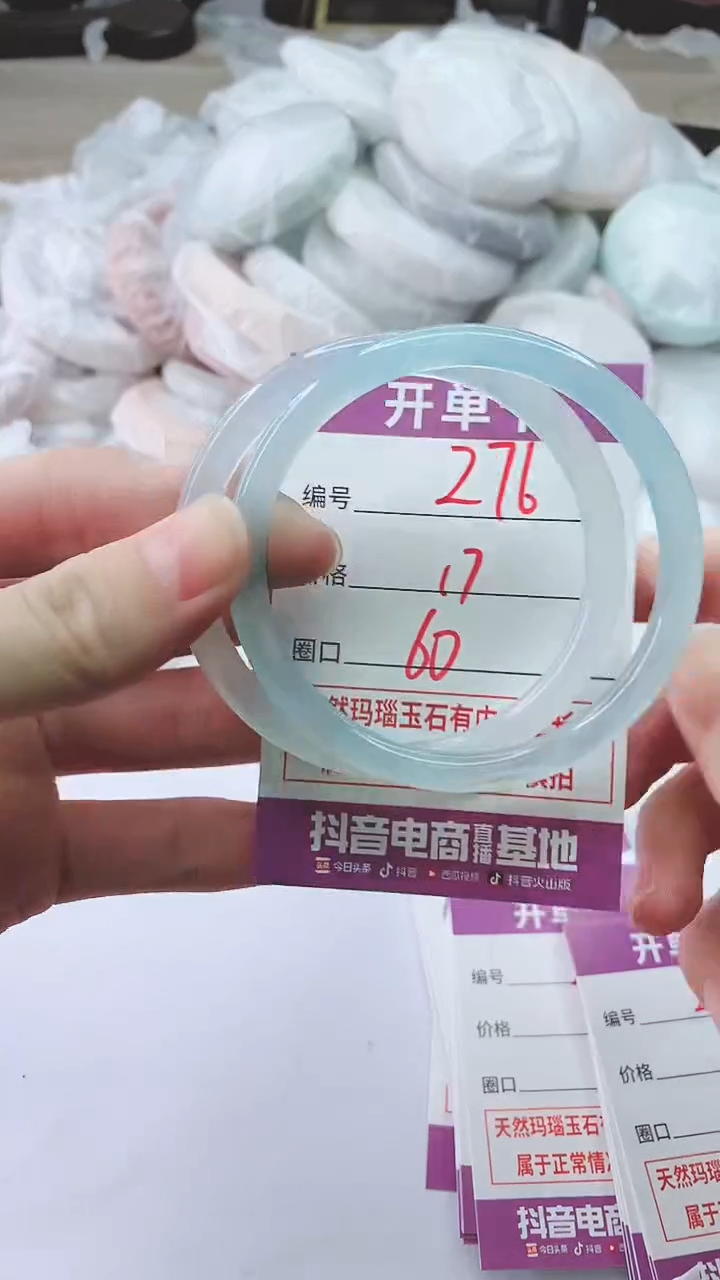 开单
编号 276
格 17
圈口 60
然玛瑙玉石有
抖音电商直播基地
今日头条 抖音 西瓜视频 抖音火山版
开单
编号
价格
圈口
天然玛瑙玉石有
属于正常情
抖音电商
今日头条 抖音
开单
编号
价格
圈口
天然玛瑙
属于